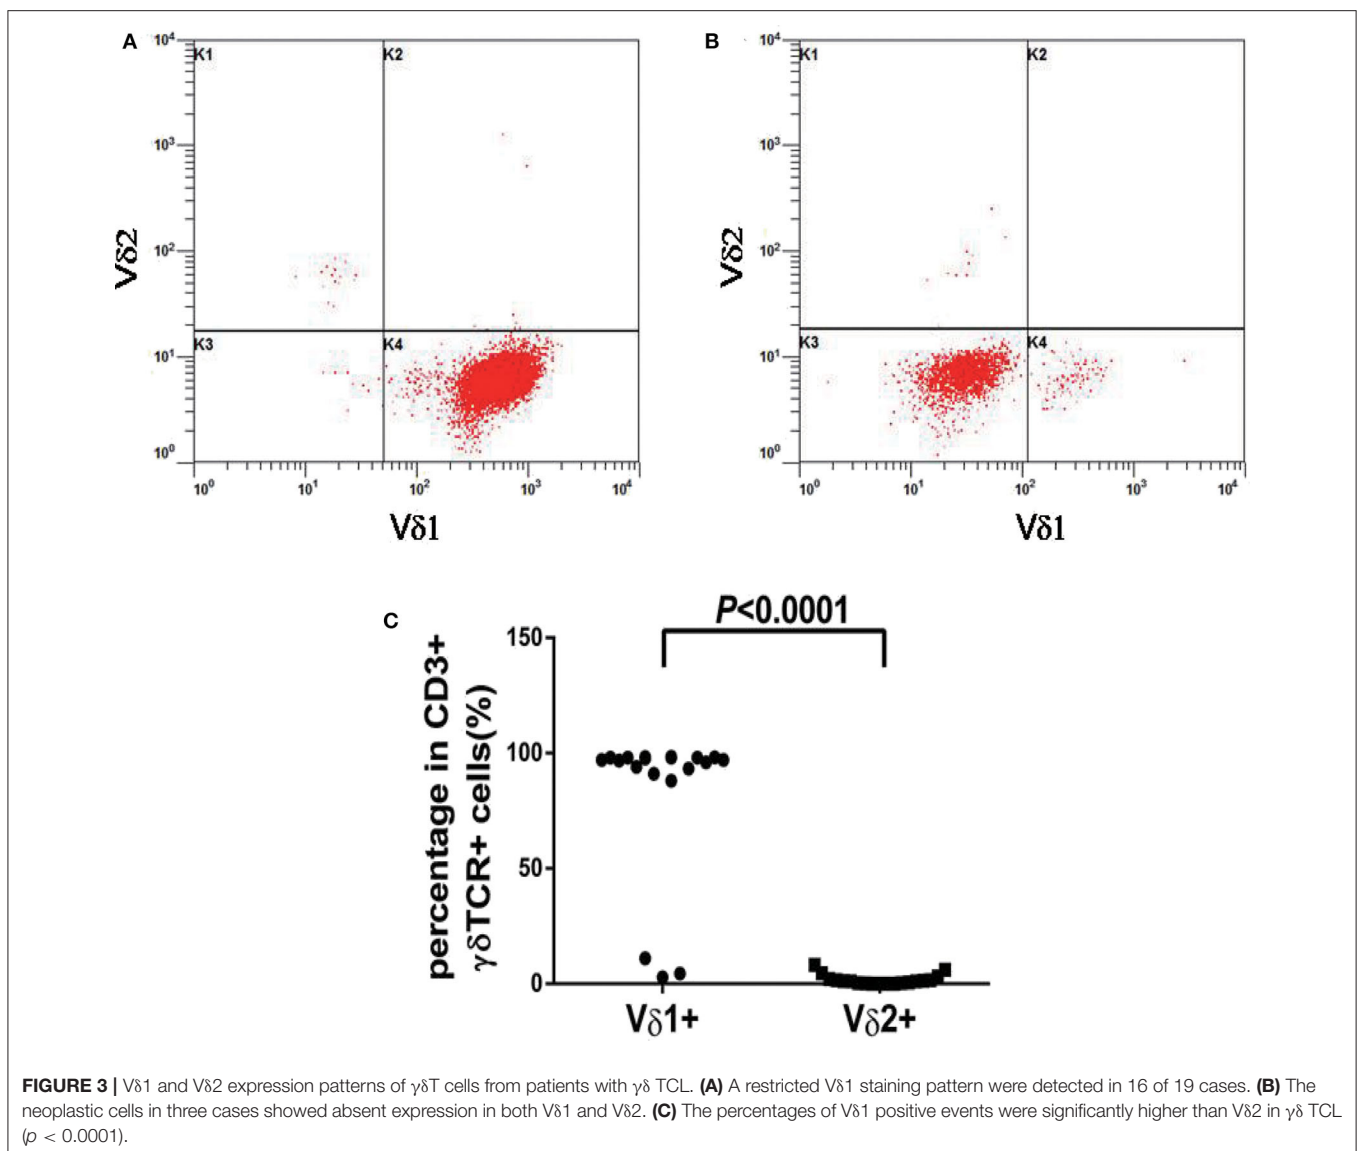 A
10⁴
K1
K2
10³
10²
K3
K4
10¹
10⁰
Vδ2
10⁰
10¹
10²
10³
10⁴
Vδ1
B
10⁴
K1
K2
10³
10²
K3
K4
10¹
10⁰
Vδ2
10⁰
10¹
10²
10³
10⁴
Vδ1
C
P<0.0001
percentage in CD3+
γδTCR+ cells(%)
150
100
50
0
Vδ1+
Vδ2+
FIGURE 3 | Vδ1 and Vδ2 expression patterns of γδT cells from patients with γδ TCL. (A) A restricted Vδ1 staining pattern were detected in 16 of 19 cases. (B) The
neoplastic cells in three cases showed absent expression in both Vδ1 and Vδ2. (C) The percentages of Vδ1 positive events were significantly higher than Vδ2 in γδ TCL
(p < 0.0001).